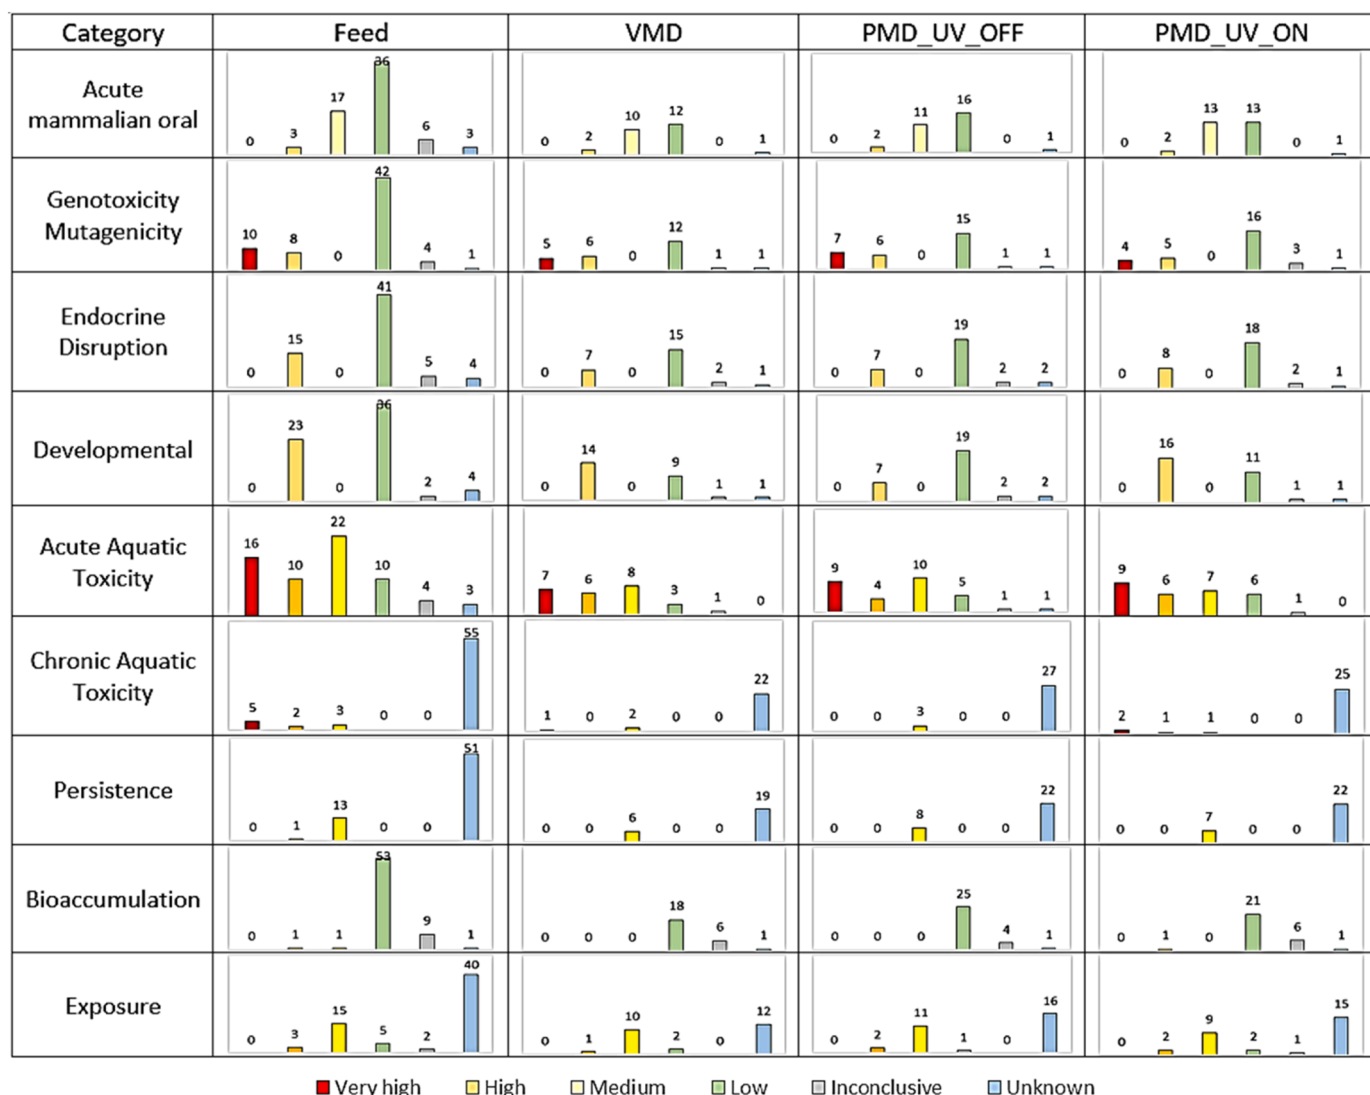 Category Feed VMD PMD_UV_OFF PMD_UV_ON
Acute mammalian oral
0 3 17 36 6 3
0 2 10 12 0 1
0 2 11 16 0 1
0 2 13 13 0 1
Genotoxicity Mutagenicity
10 8 0 42 4 1
5 6 0 12 1 1
7 6 0 15 1 1
4 5 0 16 3 1
Endocrine Disruption
0 15 0 41 5 4
0 7 0 15 2 1
0 7 0 19 2 2
0 8 0 18 2 1
Developmental
0 23 0 36 2 4
0 14 0 9 1 1
0 7 0 19 2 2
0 16 0 11 1 1
Acute Aquatic Toxicity
16 10 22 10 4 3
7 6 8 3 1 0
9 4 10 5 1 1
9 6 7 6 1 0
Chronic Aquatic Toxicity
5 2 3 0 0 55
1 0 2 0 0 22
0 0 3 0 0 27
2 1 1 0 0 25
Persistence
0 1 13 0 0 51
0 0 6 0 0 19
0 0 8 0 0 22
0 0 7 0 0 22
Bioaccumulation
0 1 1 53 9 1
0 0 0 18 6 1
0 0 0 25 4 1
0 1 0 21 6 1
Exposure
0 3 15 5 2 40
0 1 10 2 0 12
0 2 11 1 0 16
0 2 9 2 1 15
Very high High Medium Low Inconclusive Unknown